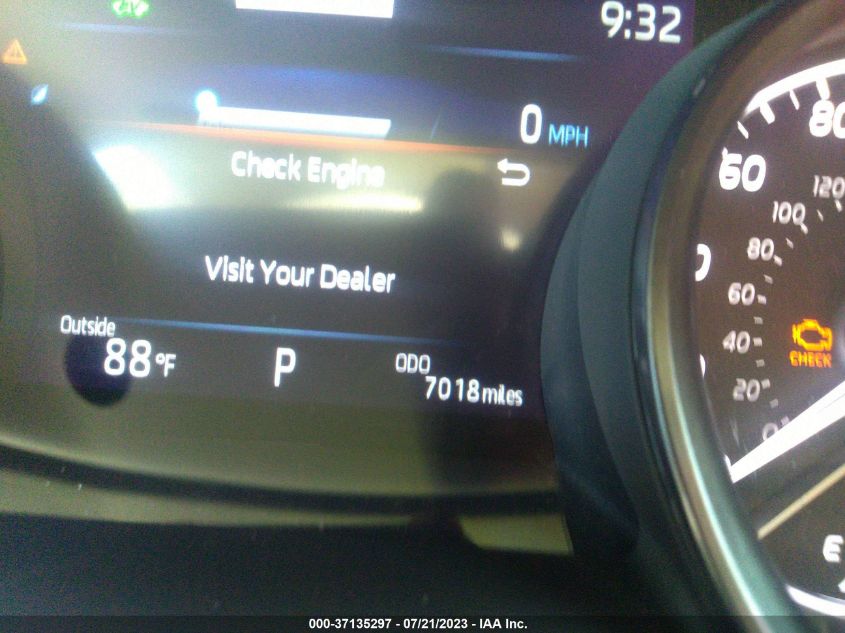 9:32
0 MPH
Check Engine
Visit Your Dealer
Outside
88°F
P
ODO
7018 miles
60
80
120
100
80
60
40
20
0
CHECK
E
000-37135297 - 07/21/2023 - IAA Inc.